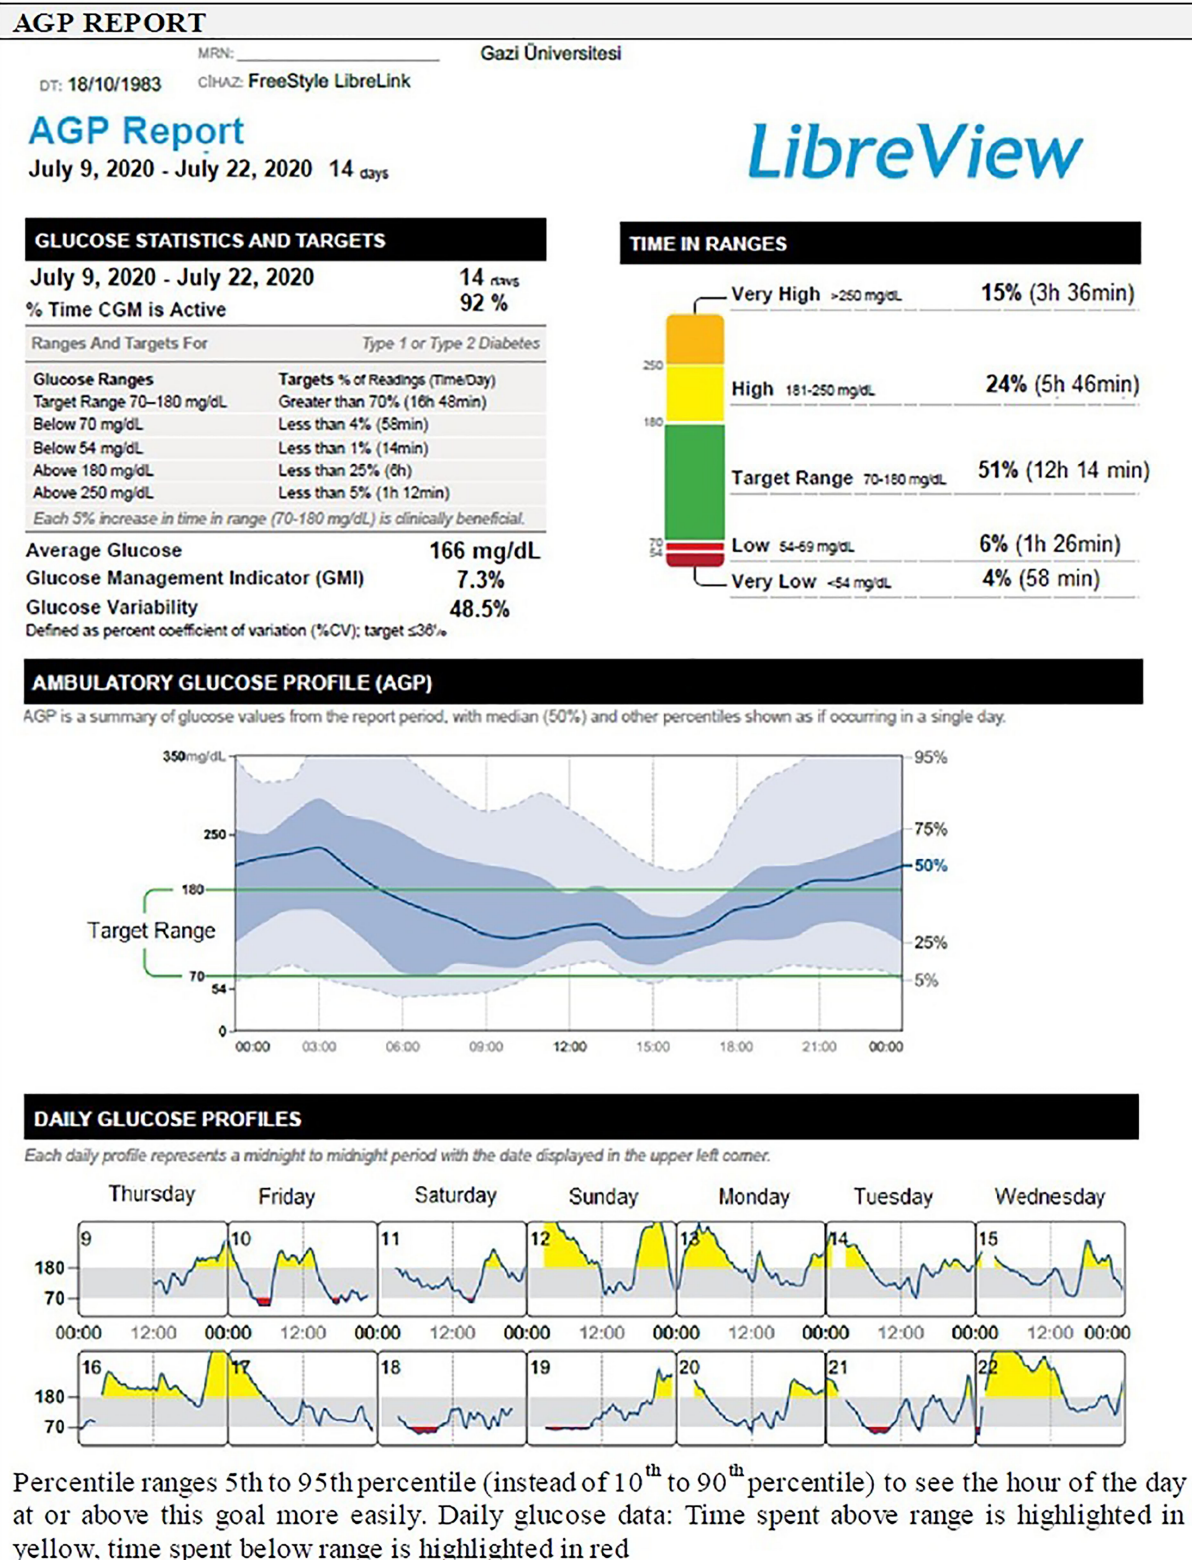 AGP REPORT
MRN:
Gazi Üniversitesi
DT: 18/10/1983
CİHAZ: FreeStyle LibreLink
AGP Report
July 9, 2020 - July 22, 2020 14 days
LibreView
GLUCOSE STATISTICS AND TARGETS
July 9, 2020 - July 22, 2020 14 days
% Time CGM is Active 92 %
Ranges And Targets For Type 1 or Type 2 Diabetes
Glucose Ranges Targets % of Readings (Time/Day)
Target Range 70–180 mg/dL Greater than 70% (16h 48min)
Below 70 mg/dL Less than 4% (58min)
Below 54 mg/dL Less than 1% (14min)
Above 180 mg/dL Less than 25% (6h)
Above 250 mg/dL Less than 5% (1h 12min)
Each 5% increase in time in range (70-180 mg/dL) is clinically beneficial.
Average Glucose 166 mg/dL
Glucose Management Indicator (GMI) 7.3%
Glucose Variability 48.5%
Defined as percent coefficient of variation (%CV); target ≤36%
TIME IN RANGES
Very High >250 mg/dL 15% (3h 36min)
250
High 181-250 mg/dL 24% (5h 46min)
180
Target Range 70-180 mg/dL 51% (12h 14 min)
70
Low 54-69 mg/dL 6% (1h 26min)
54
Very Low <54 mg/dL 4% (58 min)
AMBULATORY GLUCOSE PROFILE (AGP)
AGP is a summary of glucose values from the report period, with median (50%) and other percentiles shown as if occurring in a single day.
350mg/dL 95%
250 75%
50%
180
Target Range
25%
70 5%
54
0
00:00 03:00 06:00 09:00 12:00 15:00 18:00 21:00 00:00
DAILY GLUCOSE PROFILES
Each daily profile represents a midnight to midnight period with the date displayed in the upper left corner.
Thursday Friday Saturday Sunday Monday Tuesday Wednesday
9 10 11 12 13 14 15
180
70
00:00 12:00 00:00 12:00 00:00 12:00 00:00 12:00 00:00 12:00 00:00 12:00 00:00 12:00 00:00
16 17 18 19 20 21 22
180
70
Percentile ranges 5th to 95th percentile (instead of 10th to 90th percentile) to see the hour of the day
at or above this goal more easily. Daily glucose data: Time spent above range is highlighted in
yellow, time spent below range is highlighted in red